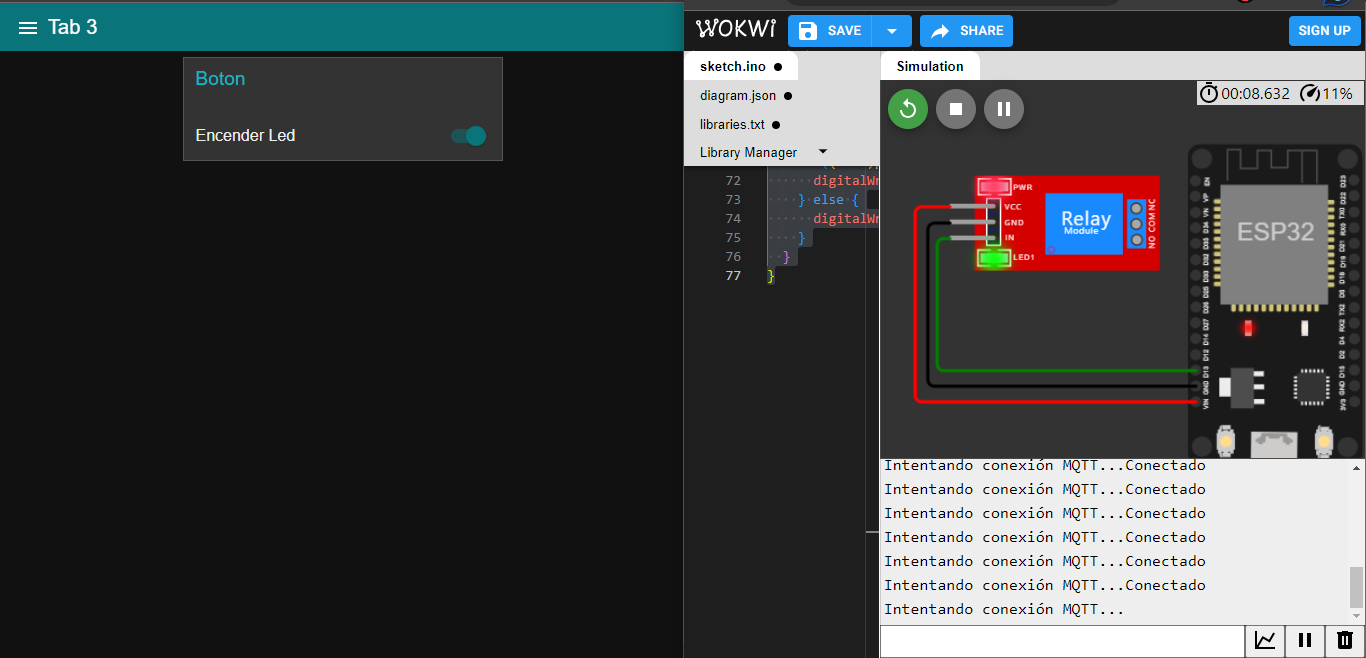 Tab 3
Boton
Encender Led
WOKWi
SAVE
SHARE
SIGN UP
sketch.ino ●
diagram.json ●
libraries.txt ●
Library Manager
Simulation
00:08.632
11%
72 digitalWr
73 } else {
74 digitalWr
75 }
76 }
77 }
PWR
VCC
GND
IN
LED1
Relay
Module
NO COM NC
ESP32
EN
VP
VN
D34
D35
D32
D33
D25
D26
D27
D14
D12
D13
GND
VIN
D23
D22
TX0
RX0
D21
D19
D18
D5
TX2
RX2
D4
D2
D15
GND
3V3
Intentando conexión MQTT...Conectado
Intentando conexión MQTT...Conectado
Intentando conexión MQTT...Conectado
Intentando conexión MQTT...Conectado
Intentando conexión MQTT...Conectado
Intentando conexión MQTT...Conectado
Intentando conexión MQTT...